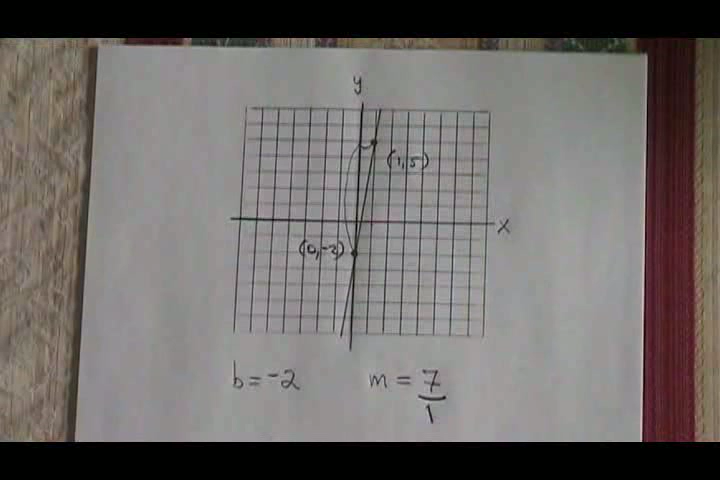 y
(1,5)
x
(0,-2)
b = -2
m = 7/1